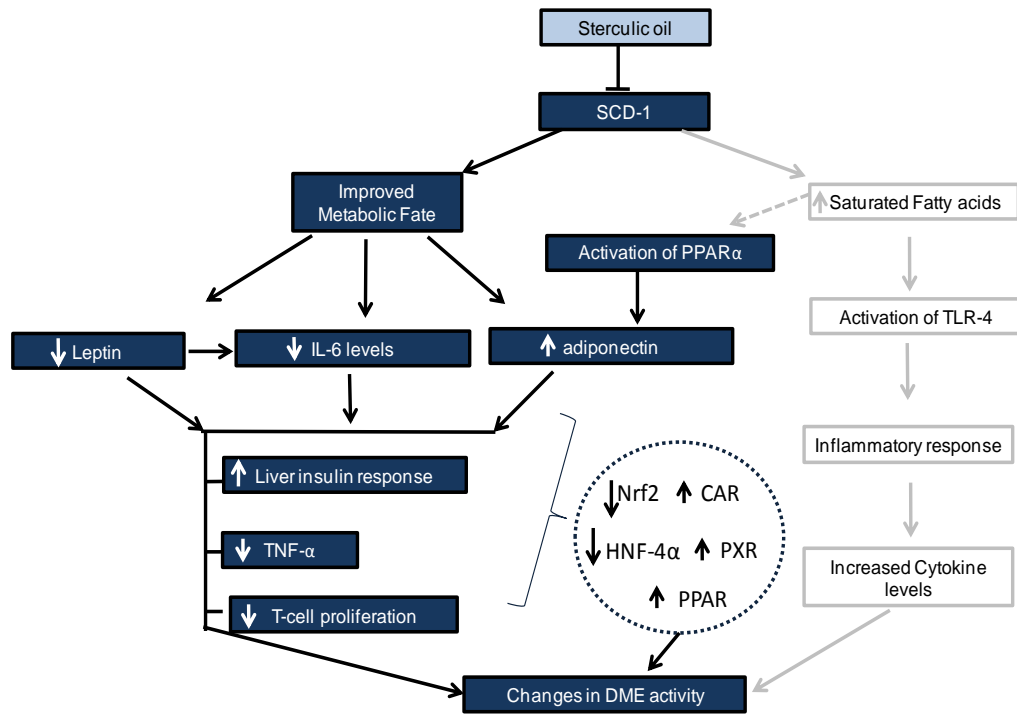 Sterculic oil
SCD-1
Improved
Metabolic Fate
Saturated Fatty acids
Activation of PPARα
Activation of TLR-4
Leptin
IL-6 levels
adiponectin
Inflammatory response
Liver insulin response
Nrf2 CAR
TNF-α
HNF-4α PXR
Increased Cytokine
levels
PPAR
T-cell proliferation
Changes in DME activity